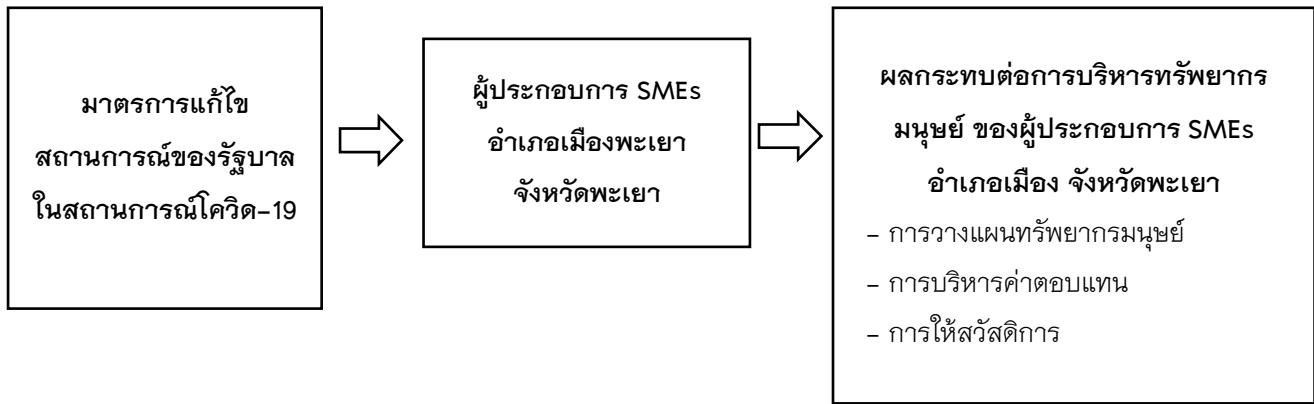 มาตรการแก้ไข
สถานการณ์ของรัฐบาล
ในสถานการณ์โควิด-19
ผู้ประกอบการ SMEs
อำเภอเมืองพะเยา
จังหวัดพะเยา
ผลกระทบต่อการบริหารทรัพยากร
มนุษย์ ของผู้ประกอบการ SMEs
อำเภอเมือง จังหวัดพะเยา
- การวางแผนทรัพยากรมนุษย์
- การบริหารค่าตอบแทน
- การให้สวัสดิการ